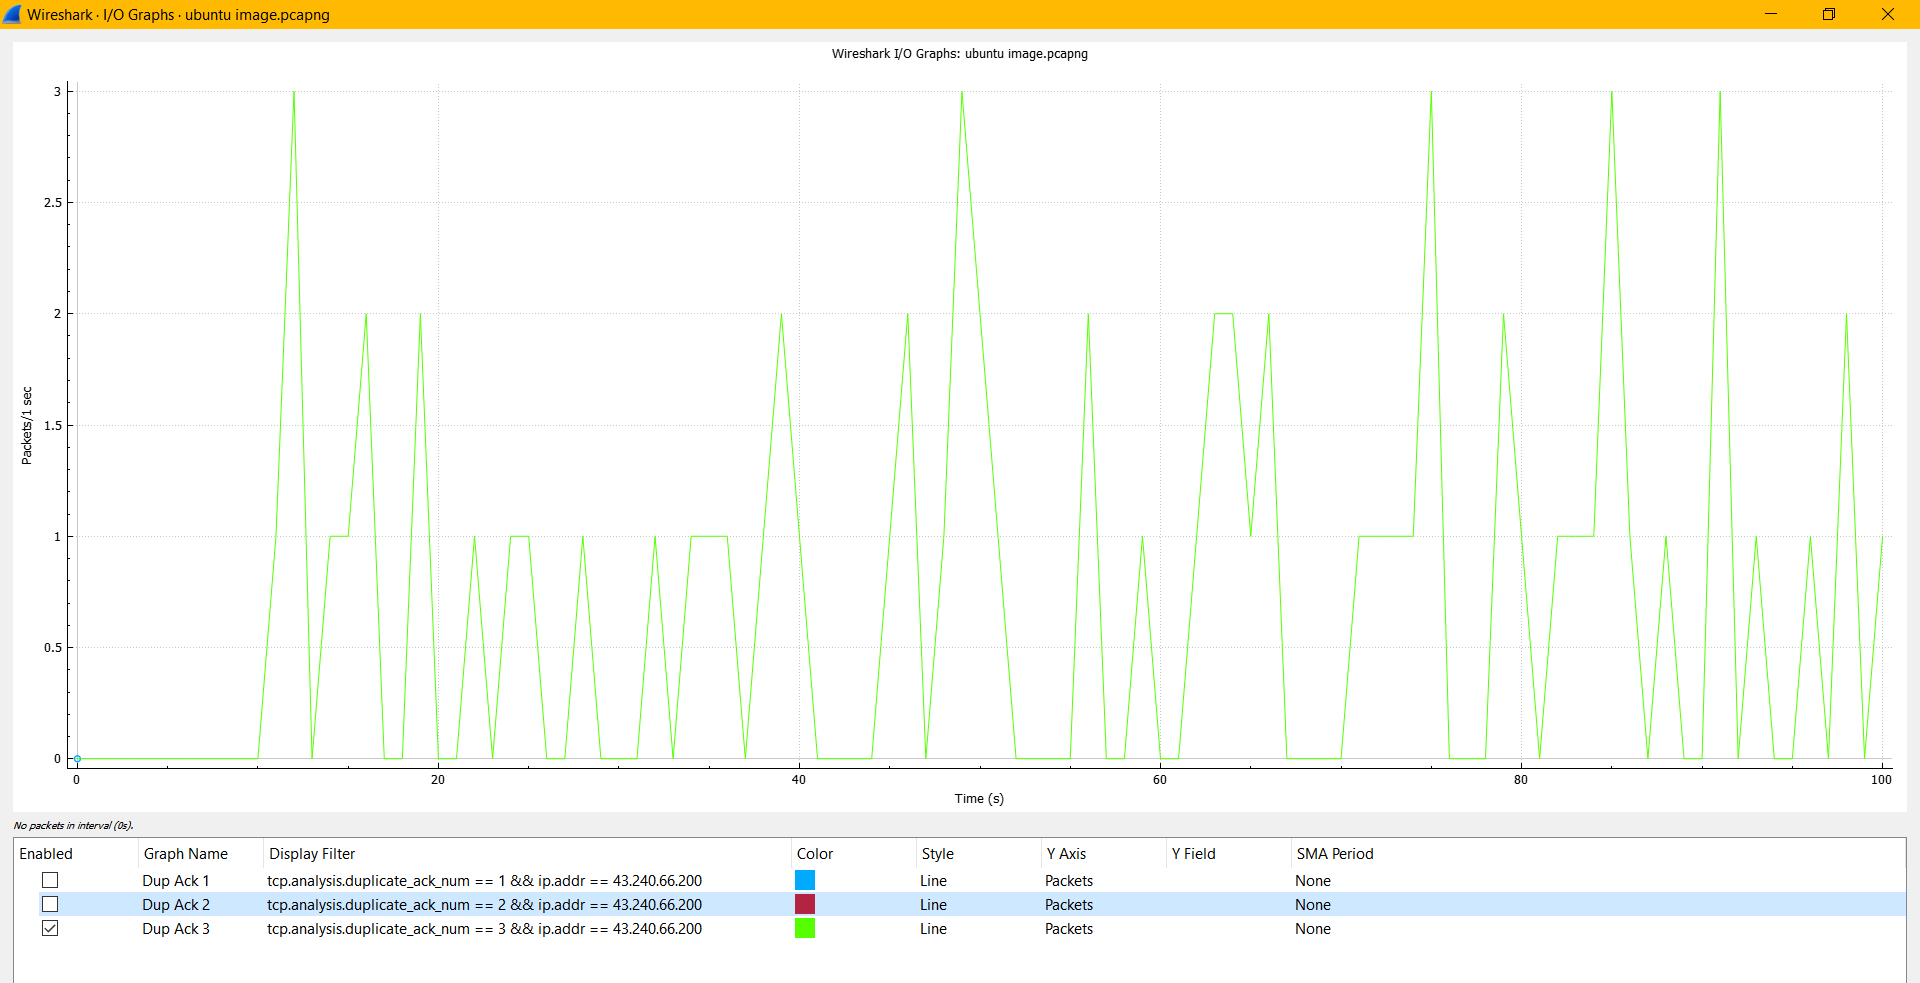 Wireshark · I/O Graphs · ubuntu image.pcapng
Wireshark I/O Graphs: ubuntu image.pcapng
3
2.5
2
1.5
1
0.5
0
Packets/1 sec
0 20 40 60 80 100
Time (s)
No packets in interval (0s).
Enabled Graph Name Display Filter Color Style Y Axis Y Field SMA Period
Dup Ack 1 tcp.analysis.duplicate_ack_num == 1 && ip.addr == 43.240.66.200 Line Packets None
Dup Ack 2 tcp.analysis.duplicate_ack_num == 2 && ip.addr == 43.240.66.200 Line Packets None
Dup Ack 3 tcp.analysis.duplicate_ack_num == 3 && ip.addr == 43.240.66.200 Line Packets None